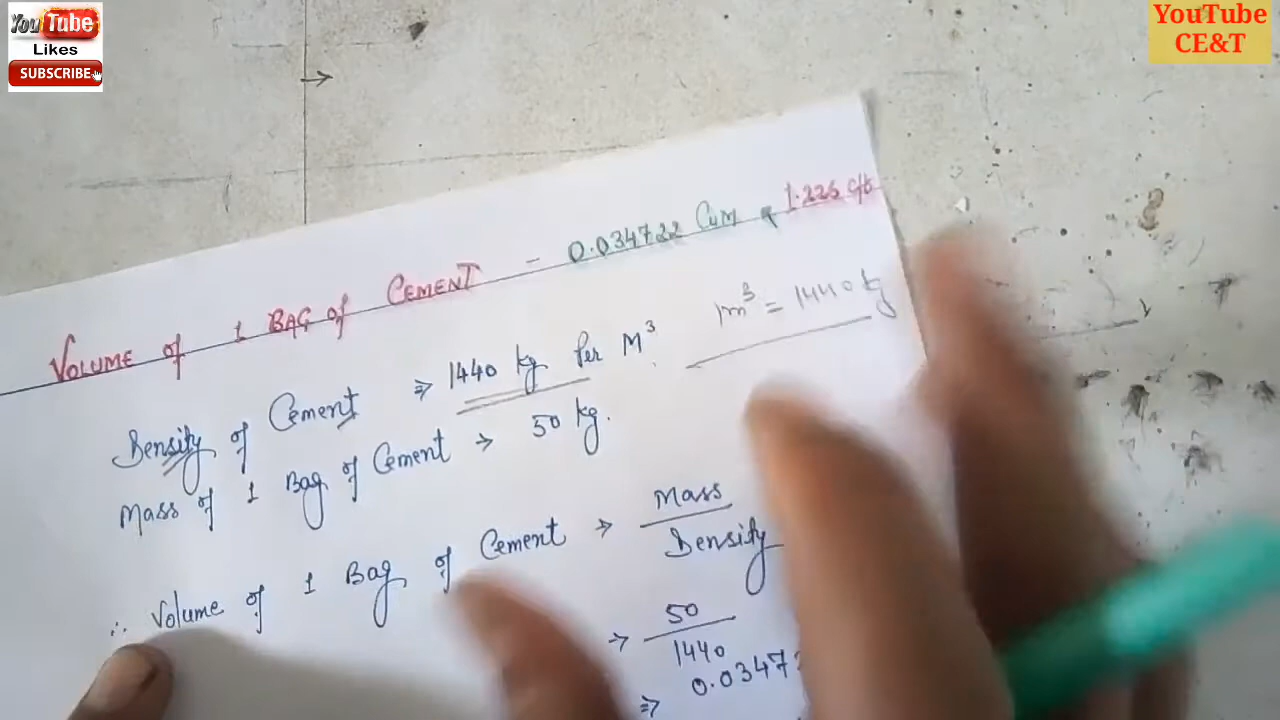 YouTube
Likes
SUBSCRIBE
YouTube
CE&T
VOLUME of 1 BAG of CEMENT - 0.034722 CUM & 1.226 cft
1m³ = 1440 kg
Density of Cement ⇒ 1440 kg Per M³
Mass of 1 Bag of Cement → 50 kg.
∴ Volume of 1 Bag of Cement ⇒ Mass
Density
⇒ 50
1440
⇒ 0.0347